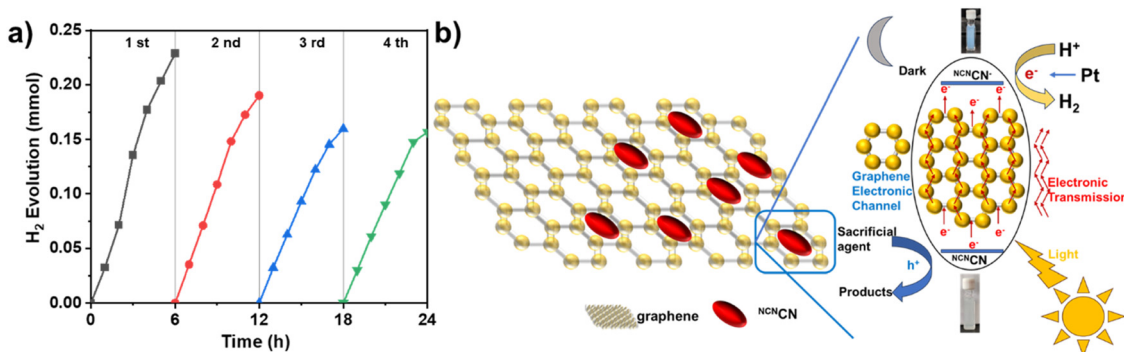 a)
H2 Evolution (mmol)
0.25
0.20
0.15
0.10
0.05
0.00
1 st
2 nd
3 rd
4 th
0
6
12
18
24
Time (h)
b)
Dark
NCNCN-
e-
e-
e-
H+
e-
Pt
H2
Graphene
Electronic
Channel
Electronic
Transmission
Sacrificial
agent
h+
Products
e-
e-
e-
NCNCN
Light
graphene
NCNCN